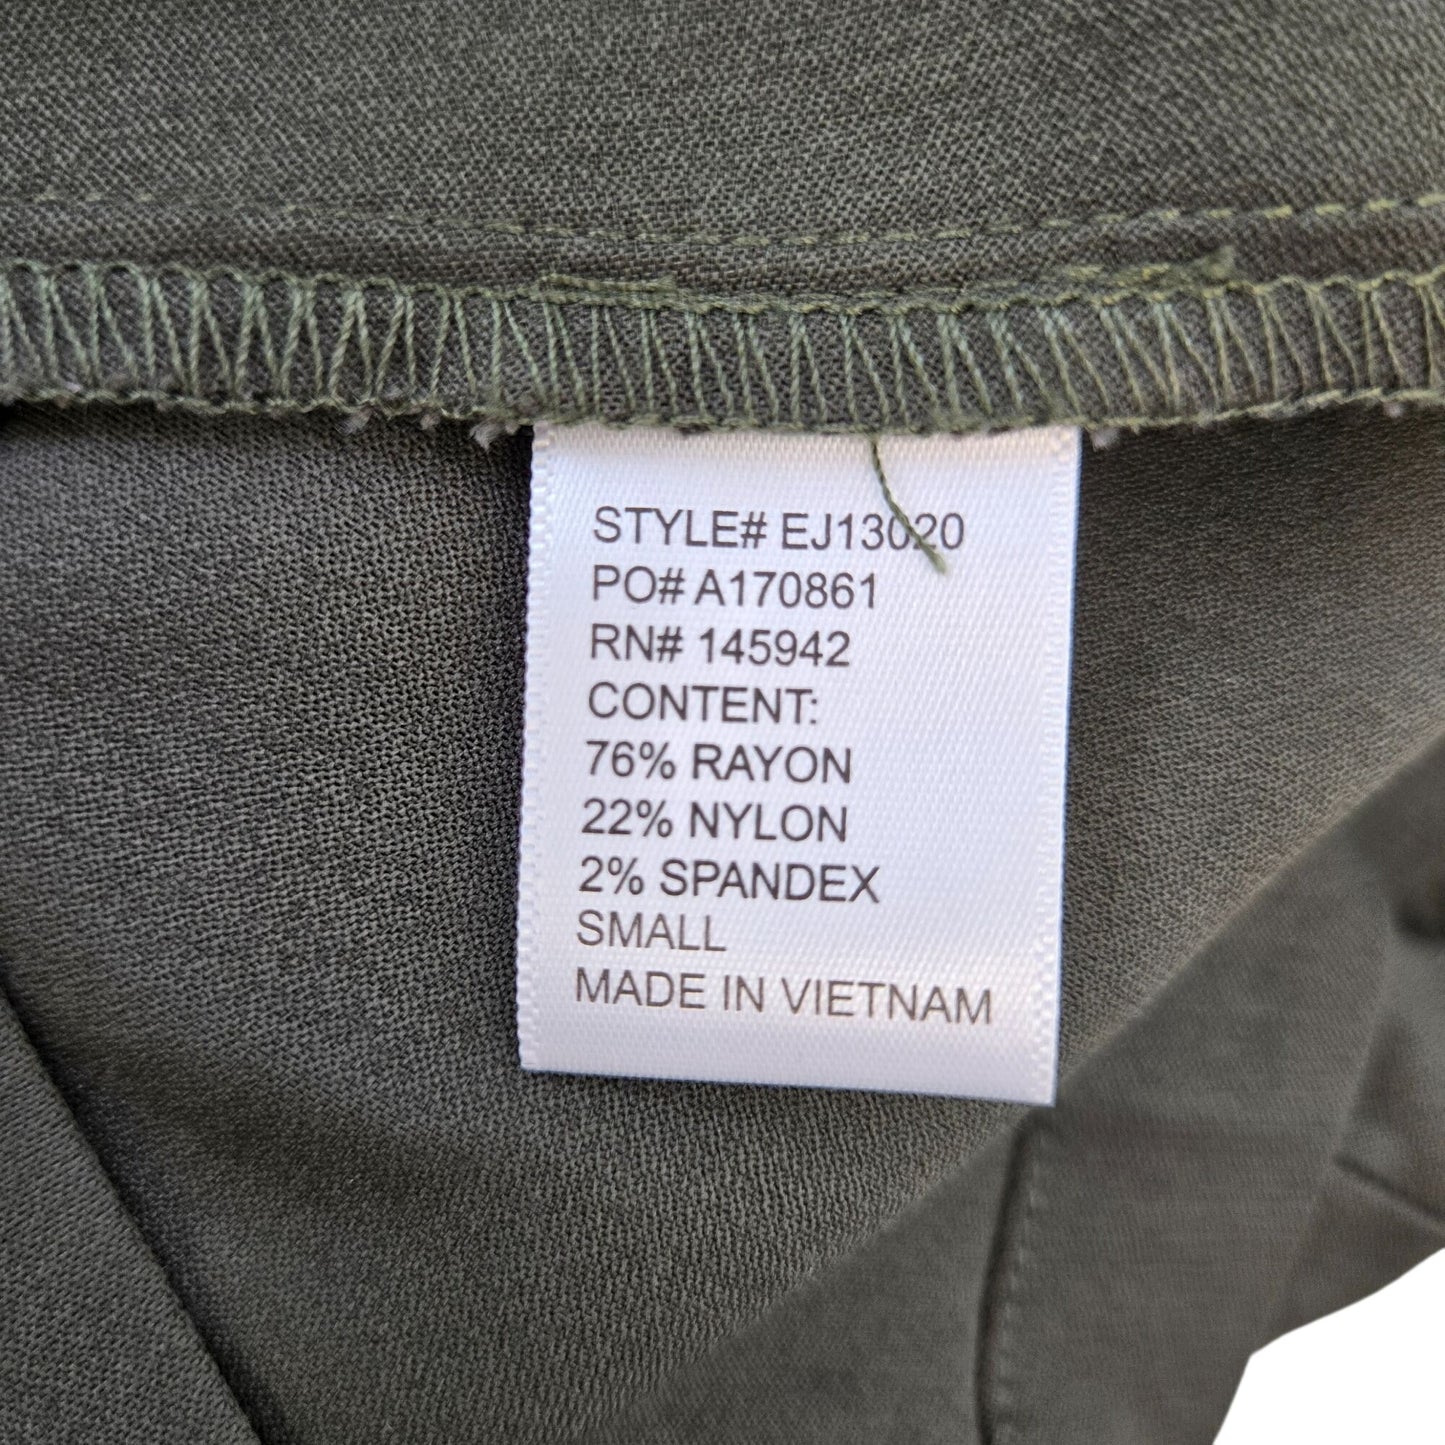 STYLE# EJ13020
PO# A170861
RN# 145942
CONTENT:
76% RAYON
22% NYLON
2% SPANDEX
SMALL
MADE IN VIETNAM